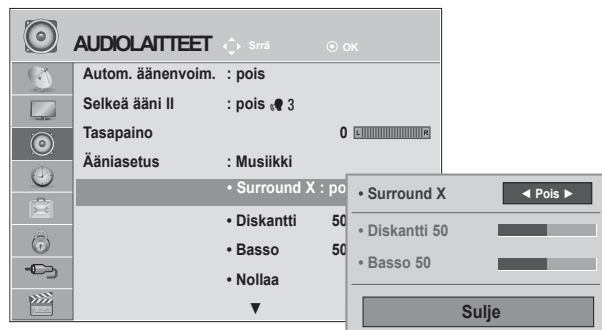 AUDIOLAITTEET Srrä OK
Autom. äänenvoim. : pois
Selkeä ääni II : pois 3
Tasapaino 0 L R
Ääniasetus : Musiikki
• Surround X : po
• Diskantti 50
• Basso 50
• Nollaa
▼
• Surround X ◄ Pois ►
• Diskantti 50
• Basso 50
Sulje